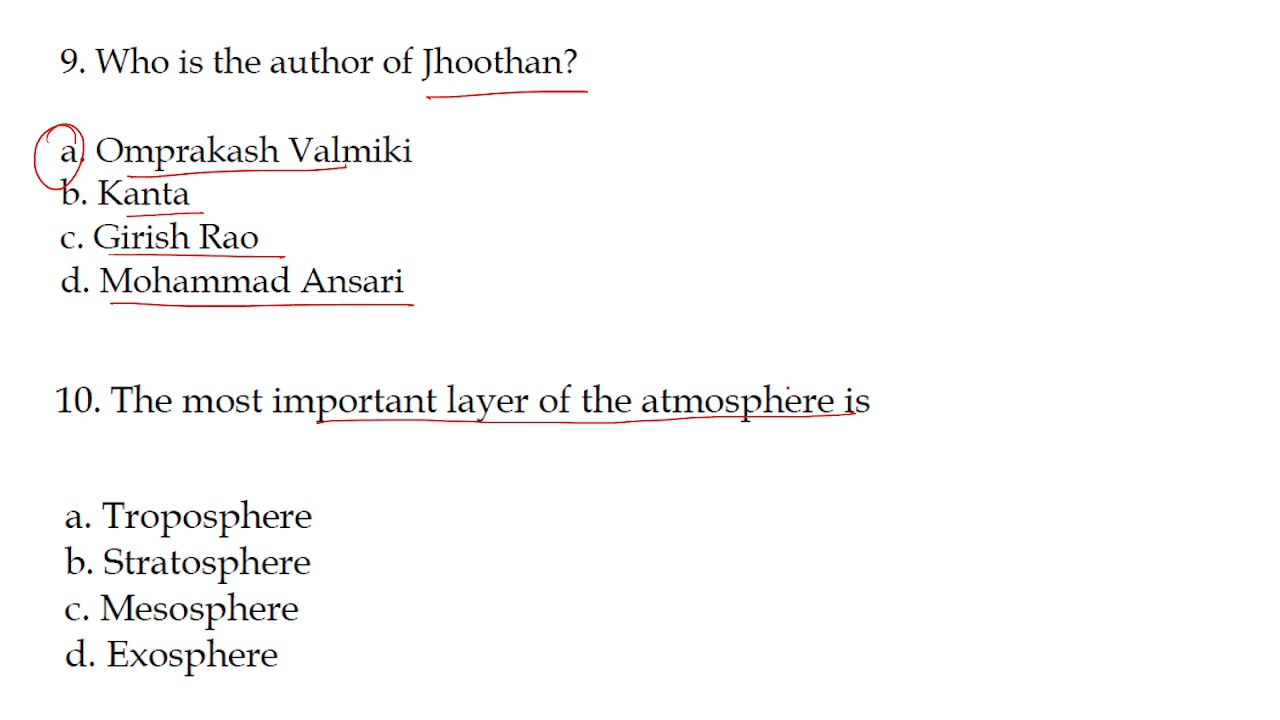 9. Who is the author of Jhoothan?
a. Omprakash Valmiki
b. Kanta
c. Girish Rao
d. Mohammad Ansari
10. The most important layer of the atmosphere is
a. Troposphere
b. Stratosphere
c. Mesosphere
d. Exosphere